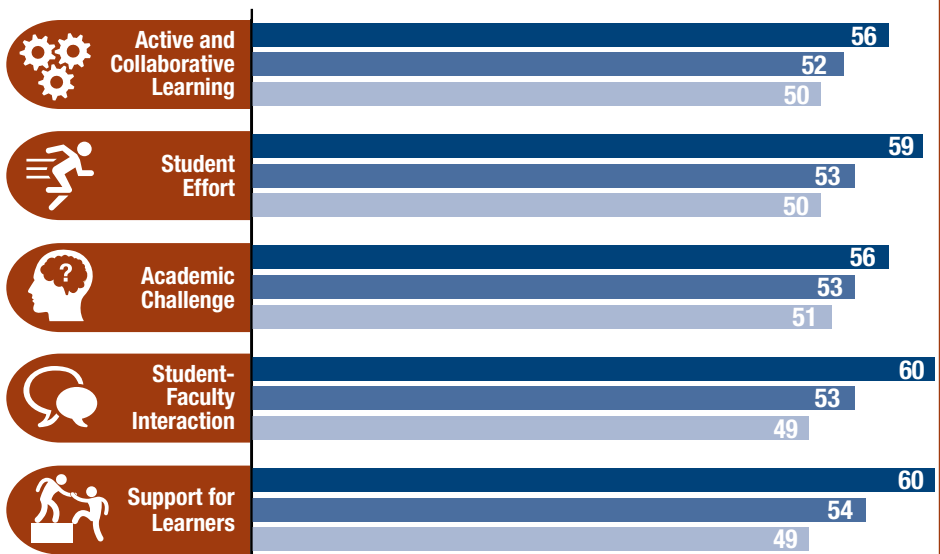 Active and
Collaborative
Learning
56
52
50
Student
Effort
59
53
50
?
Academic
Challenge
56
53
51
Student-
Faculty
Interaction
60
53
49
Support for
Learners
60
54
49